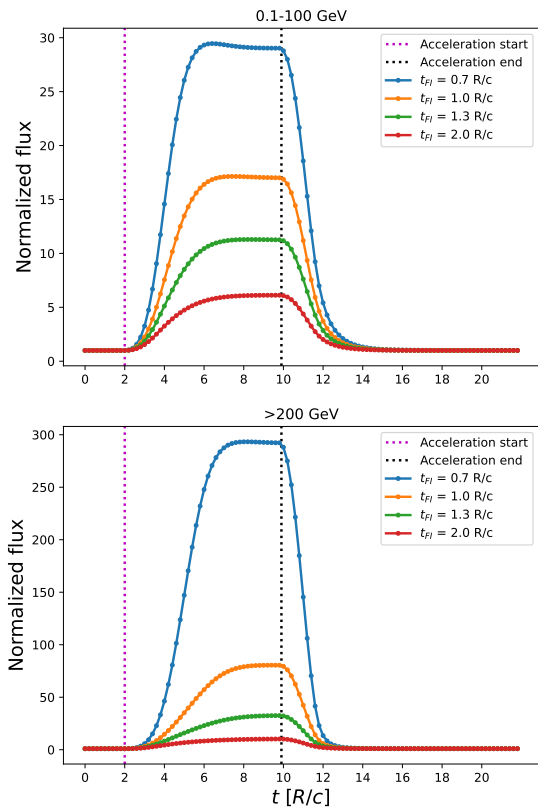 0.1-100 GeV
30
25
20
15
10
5
0
Normalized flux
Acceleration start
Acceleration end
t_FI = 0.7 R/c
t_FI = 1.0 R/c
t_FI = 1.3 R/c
t_FI = 2.0 R/c
0 2 4 6 8 10 12 14 16 18 20
>200 GeV
300
250
200
150
100
50
0
Normalized flux
Acceleration start
Acceleration end
t_FI = 0.7 R/c
t_FI = 1.0 R/c
t_FI = 1.3 R/c
t_FI = 2.0 R/c
0 2 4 6 8 10 12 14 16 18 20
t [R/c]